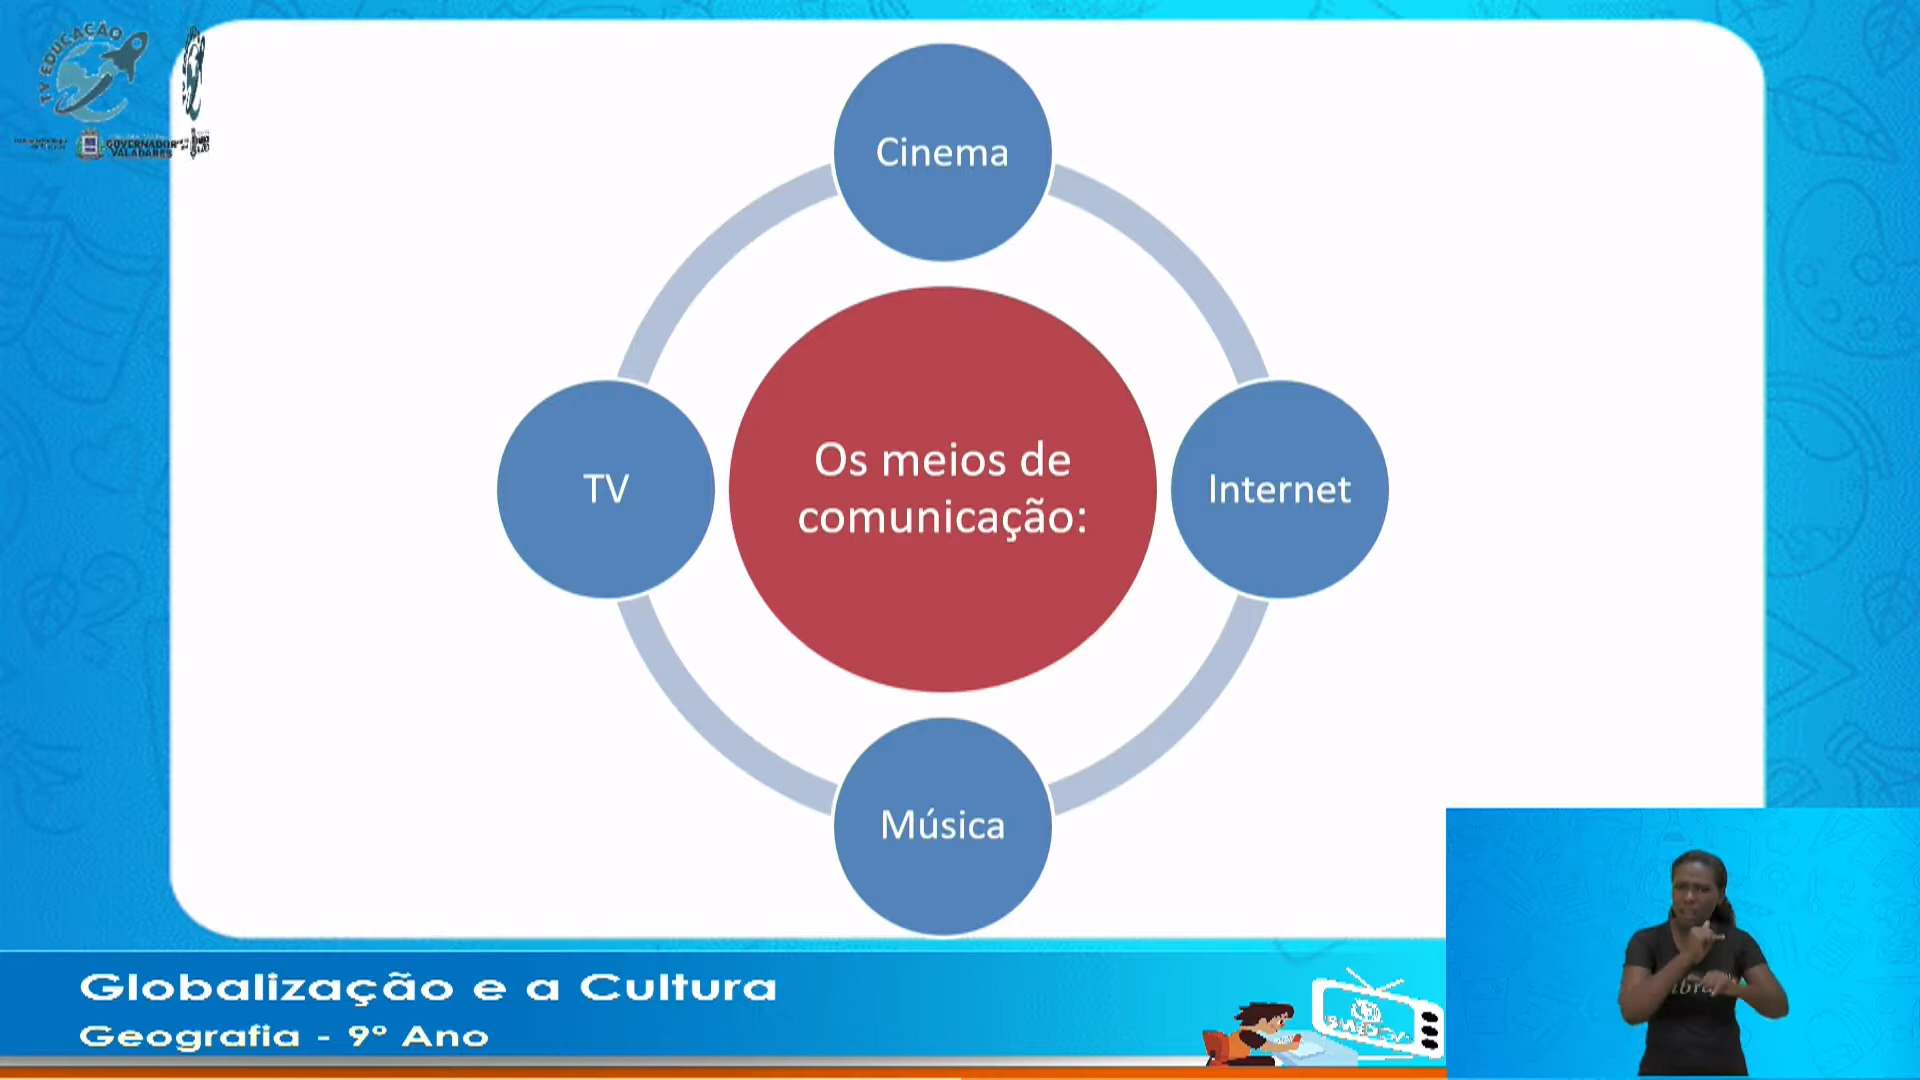 TV EDUCAÇÃO
GOVERNADOR
VALADARES
Cinema
TV
Os meios de
comunicação:
Internet
Música
Globalização e a Cultura
Geografia - 9º Ano